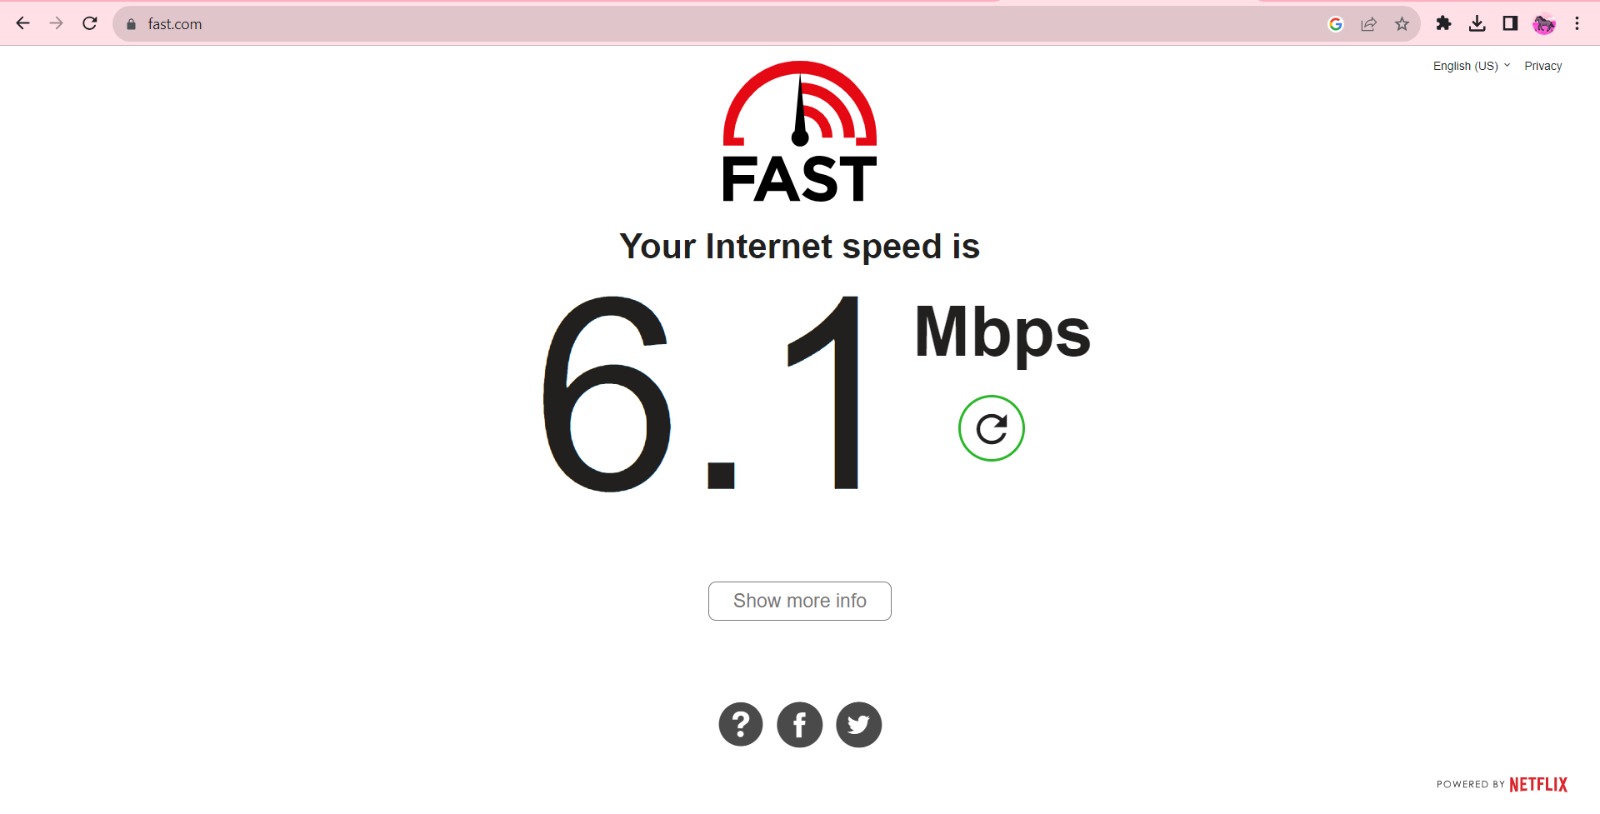 fast.com
English (US) Privacy
FAST
Your Internet speed is
6.1 Mbps
Show more info
POWERED BY NETFLIX